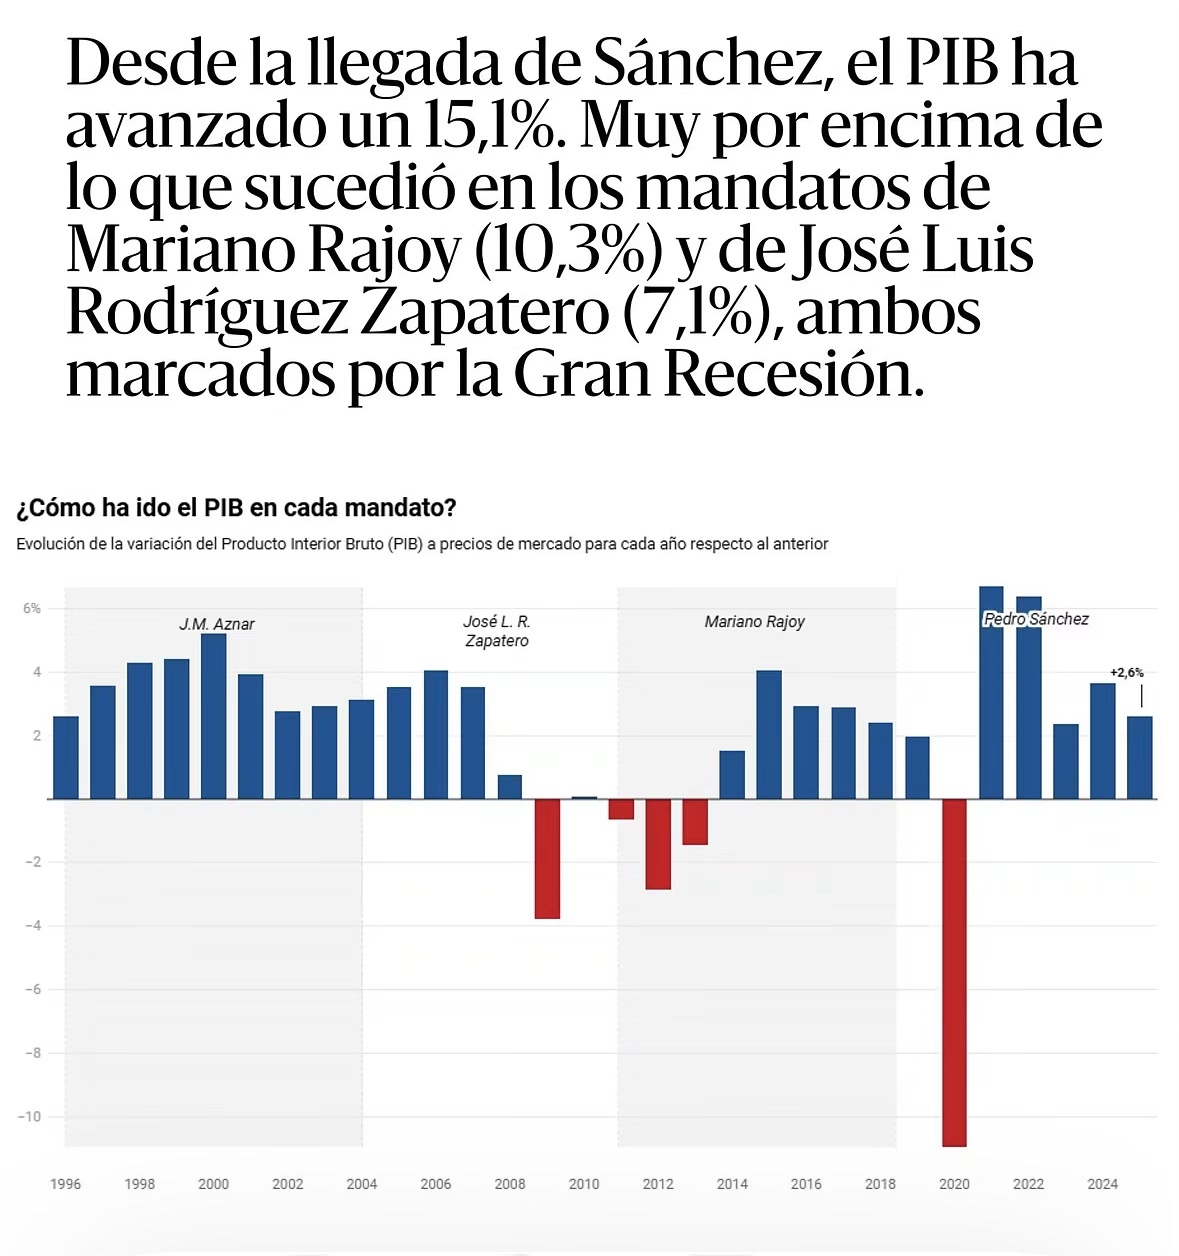 Desde la llegada de Sánchez, el PIB ha
avanzado un 15,1%. Muy por encima de
lo que sucedió en los mandatos de
Mariano Rajoy (10,3%) y de José Luis
Rodríguez Zapatero (7,1%), ambos
marcados por la Gran Recesión.
¿Cómo ha ido el PIB en cada mandato?
Evolución de la variación del Producto Interior Bruto (PIB) a precios de mercado para cada año respecto al anterior
6%
J.M. Aznar
José L. R.
Zapatero
Mariano Rajoy
Pedro Sánchez
4
+2,6%
2
−2
−4
−6
−8
−10
1996 1998 2000 2002 2004 2006 2008 2010 2012 2014 2016 2018 2020 2022 2024